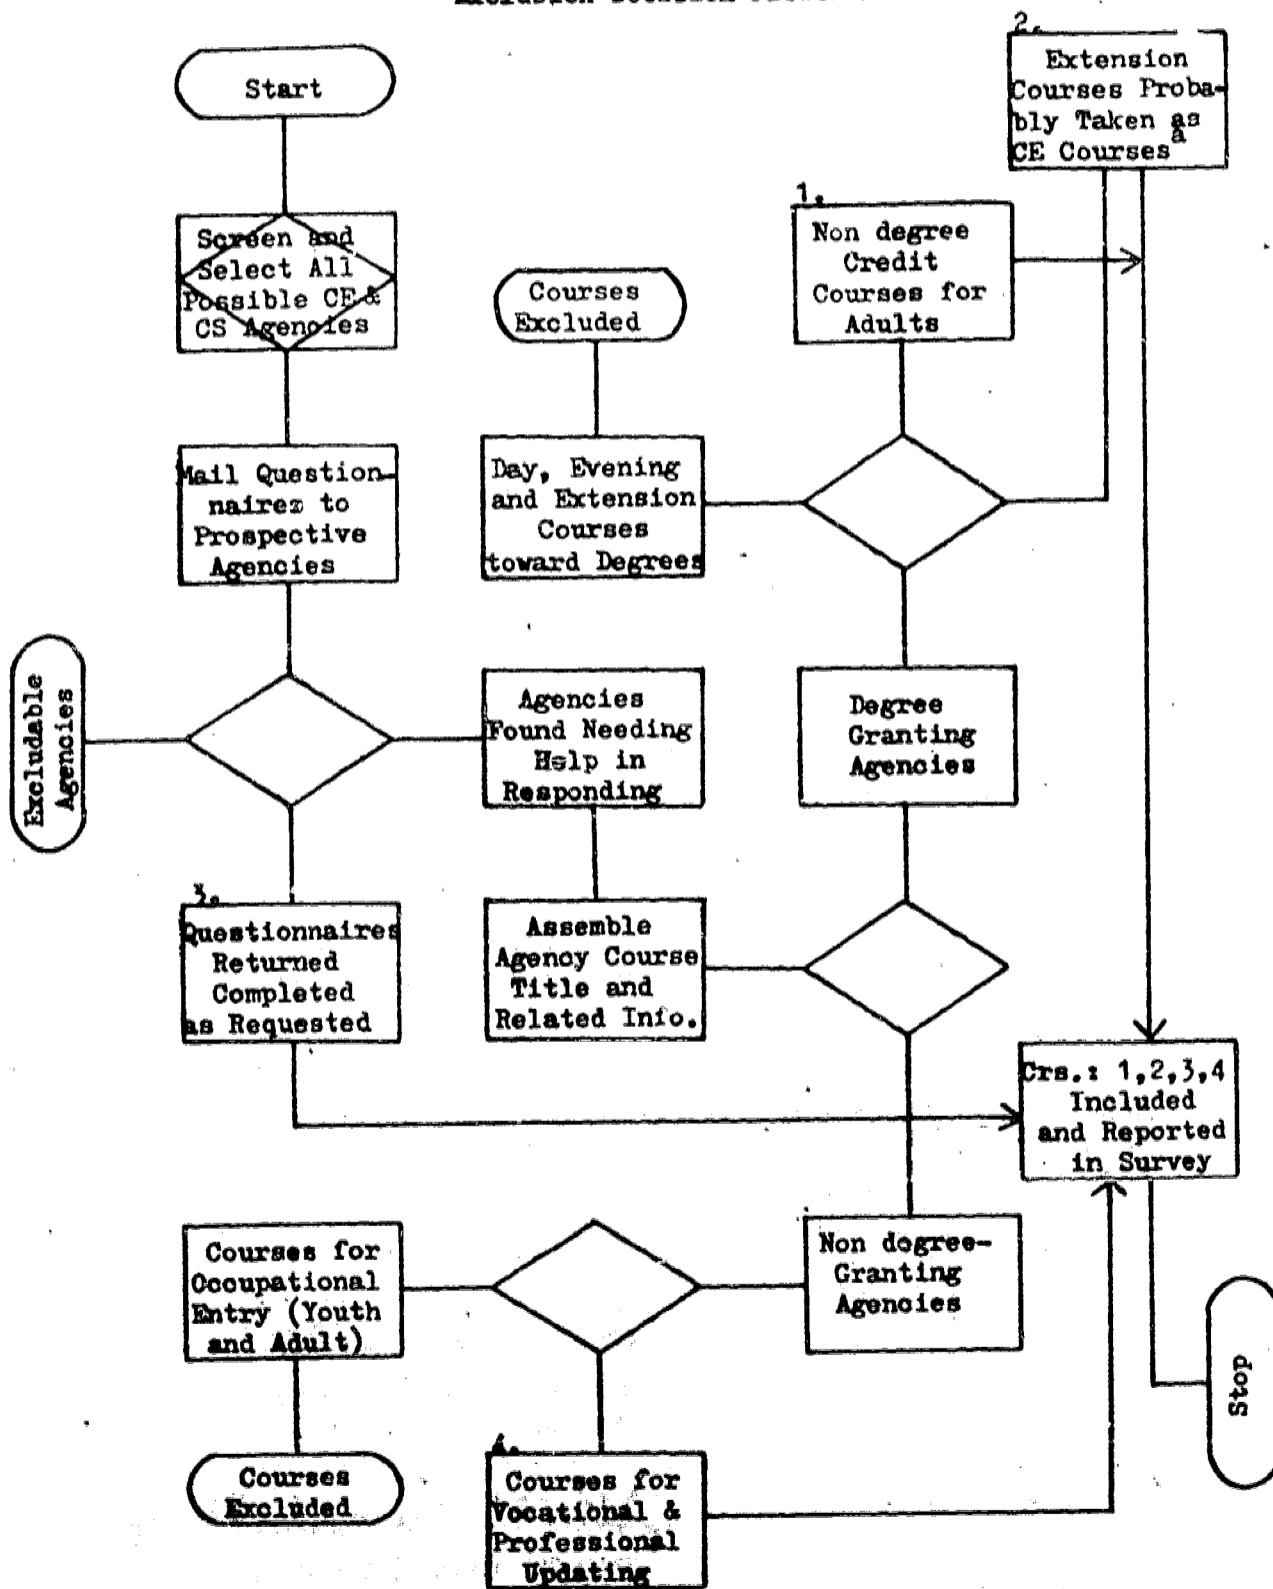 2.
Extension
Courses Proba-
bly Taken as
CE Courses a
Start
1.
Non degree
Credit
Courses for
Adults
Screen and
Select All
Possible CE &
CS Agencies
Courses
Excluded
Mail Question-
naires to
Prospective
Agencies
Day, Evening
and Extension
Courses
toward Degrees
Excludable
Agencies
Agencies
Found Needing
Help in
Responding
Degree
Granting
Agencies
3.
Questionnaires
Returned
Completed
as Requested
Assemble
Agency Course
Title and
Related Info.
Crs.: 1,2,3,4
Included
and Reported
in Survey
Courses for
Occupational
Entry (Youth
and Adult)
Non degree-
Granting
Agencies
Stop
Courses
Excluded
4.
Courses for
Vocational &
Professional
Updating